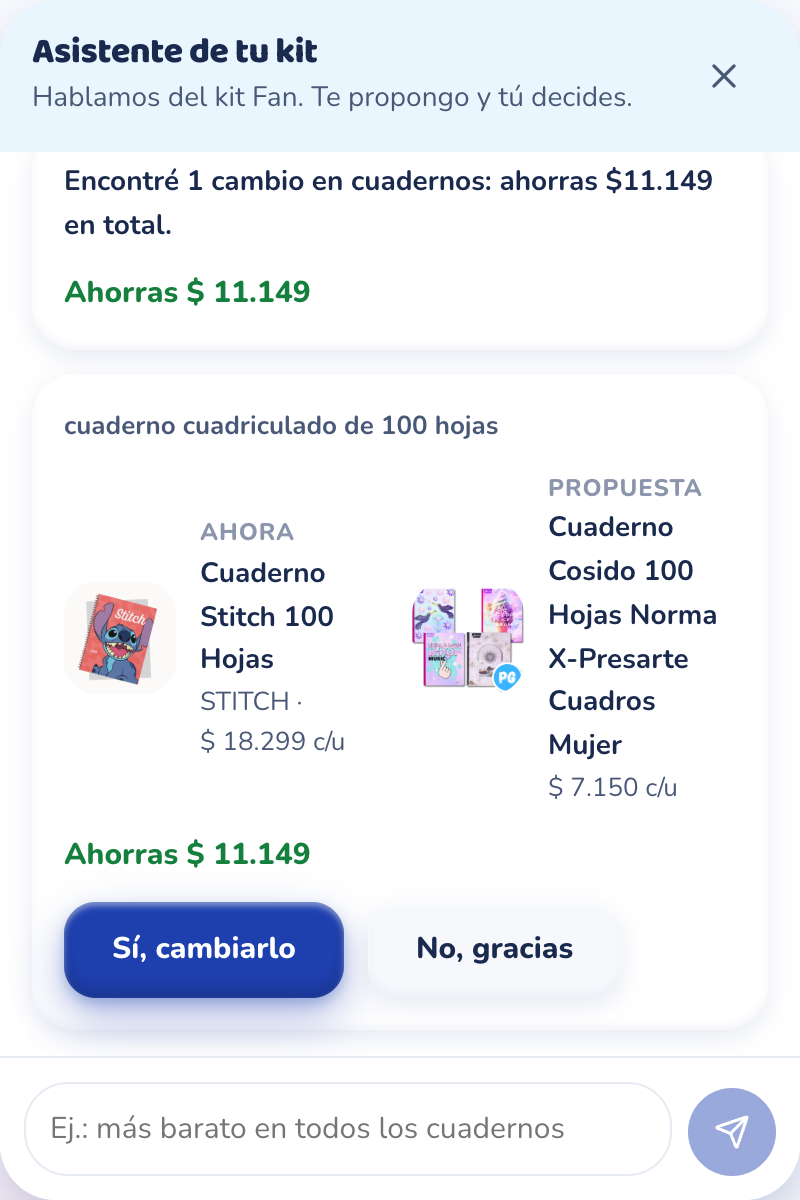 Asistente de tu kit
Hablamos del kit Fan. Te propongo y tú decides.
Encontré 1 cambio en cuadernos: ahorras $11.149
en total.
Ahorras $ 11.149
cuaderno cuadriculado de 100 hojas
AHORA
Cuaderno
Stitch 100
Hojas
STITCH ·
$ 18.299 c/u
Stitch
PROPUESTA
Cuaderno
Cosido 100
Hojas Norma
X-Presarte
Cuadros
Mujer
$ 7.150 c/u
MUSIC
PG
Ahorras $ 11.149
Sí, cambiarlo
No, gracias
Ej.: más barato en todos los cuadernos